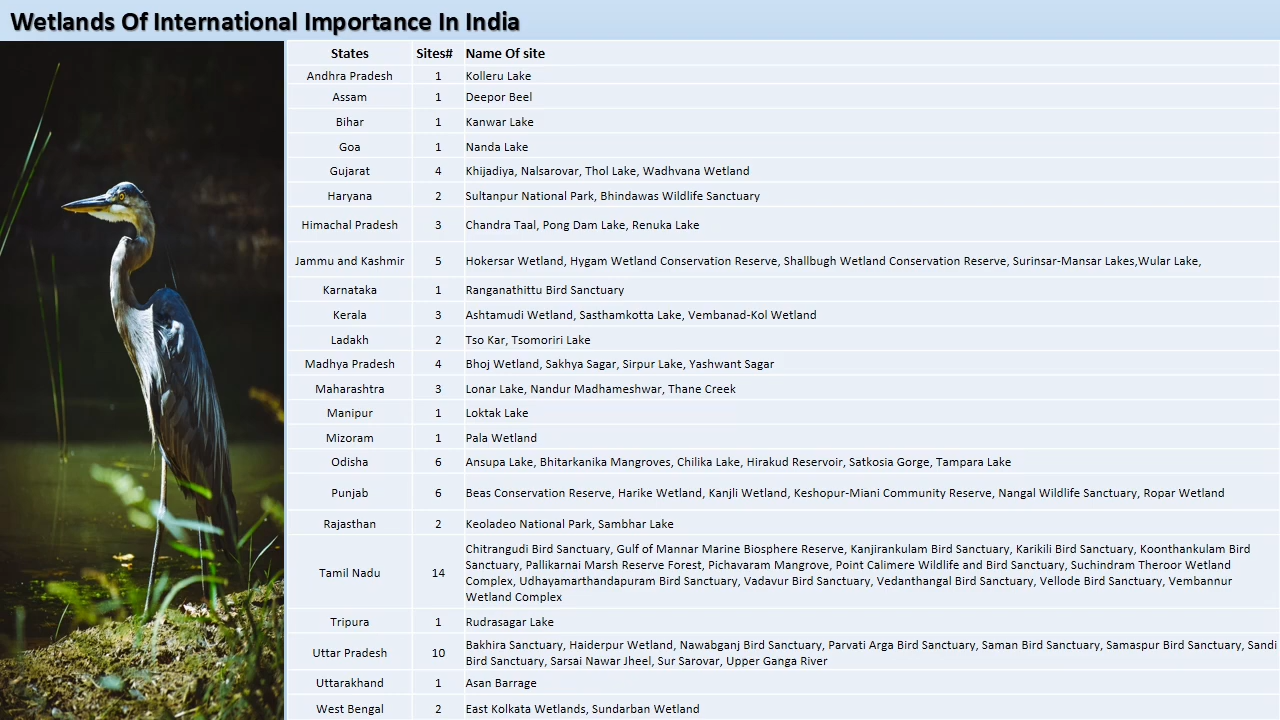 Wetlands Of International Importance In India
States Sites# Name Of site
Andhra Pradesh 1 Kolleru Lake
Assam 1 Deepor Beel
Bihar 1 Kanwar Lake
Goa 1 Nanda Lake
Gujarat 4 Khijadiya, Nalsarovar, Thol Lake, Wadhvana Wetland
Haryana 2 Sultanpur National Park, Bhindawas Wildlife Sanctuary
Himachal Pradesh 3 Chandra Taal, Pong Dam Lake, Renuka Lake
Jammu and Kashmir 5 Hokersar Wetland, Hygam Wetland Conservation Reserve, Shallbugh Wetland Conservation Reserve, Surinsar-Mansar Lakes,Wular Lake,
Karnataka 1 Ranganathittu Bird Sanctuary
Kerala 3 Ashtamudi Wetland, Sasthamkotta Lake, Vembanad-Kol Wetland
Ladakh 2 Tso Kar, Tsomoriri Lake
Madhya Pradesh 4 Bhoj Wetland, Sakhya Sagar, Sirpur Lake, Yashwant Sagar
Maharashtra 3 Lonar Lake, Nandur Madhameshwar, Thane Creek
Manipur 1 Loktak Lake
Mizoram 1 Pala Wetland
Odisha 6 Ansupa Lake, Bhitarkanika Mangroves, Chilika Lake, Hirakud Reservoir, Satkosia Gorge, Tampara Lake
Punjab 6 Beas Conservation Reserve, Harike Wetland, Kanjli Wetland, Keshopur-Miani Community Reserve, Nangal Wildlife Sanctuary, Ropar Wetland
Rajasthan 2 Keoladeo National Park, Sambhar Lake
Tamil Nadu 14 Chitrangudi Bird Sanctuary, Gulf of Mannar Marine Biosphere Reserve, Kanjirankulam Bird Sanctuary, Karikili Bird Sanctuary, Koonthankulam Bird
Sanctuary, Pallikarnai Marsh Reserve Forest, Pichavaram Mangrove, Point Calimere Wildlife and Bird Sanctuary, Suchindram Theroor Wetland
Complex, Udhayamarthandapuram Bird Sanctuary, Vaduvur Bird Sanctuary, Vedanthangal Bird Sanctuary, Vellode Bird Sanctuary, Vembannur
Wetland Complex
Tripura 1 Rudrasagar Lake
Uttar Pradesh 10 Bakhira Sanctuary, Haiderpur Wetland, Nawabganj Bird Sanctuary, Parvati Arga Bird Sanctuary, Saman Bird Sanctuary, Samaspur Bird Sanctuary, Sandi
Bird Sanctuary, Sarsai Nawar Jheel, Sur Sarovar, Upper Ganga River
Uttarakhand 1 Asan Barrage
West Bengal 2 East Kolkata Wetlands, Sundarban Wetland